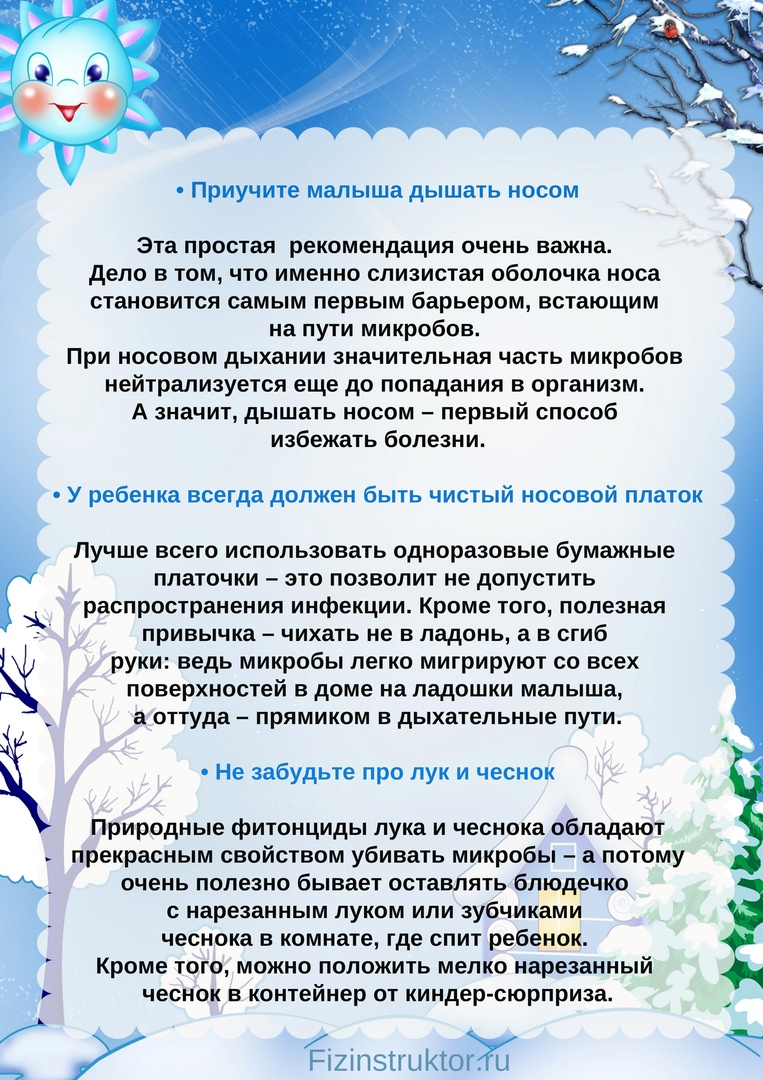 • Приучите малыша дышать носом
Эта простая  рекомендация очень важна.
Дело в том, что именно слизистая оболочка носа
становится самым первым барьером, встающим
на пути микробов.
При носовом дыхании значительная часть микробов
нейтрализуется еще до попадания в организм.
А значит, дышать носом – первый способ
избежать болезни.
• У ребенка всегда должен быть чистый носовой платок
Лучше всего использовать одноразовые бумажные
платочки – это позволит не допустить
распространения инфекции. Кроме того, полезная
привычка – чихать не в ладонь, а в сгиб
руки: ведь микробы легко мигрируют со всех
поверхностей в доме на ладошки малыша,
а оттуда – прямиком в дыхательные пути.
• Не забудьте про лук и чеснок
Природные фитонциды лука и чеснока обладают
прекрасным свойством убивать микробы – а потому
очень полезно бывает оставлять блюдечко
с нарезанным луком или зубчиками
чеснока в комнате, где спит ребенок.
Кроме того, можно положить мелко нарезанный
чеснок в контейнер от киндер-сюрприза.
Fizinstruktor.ru